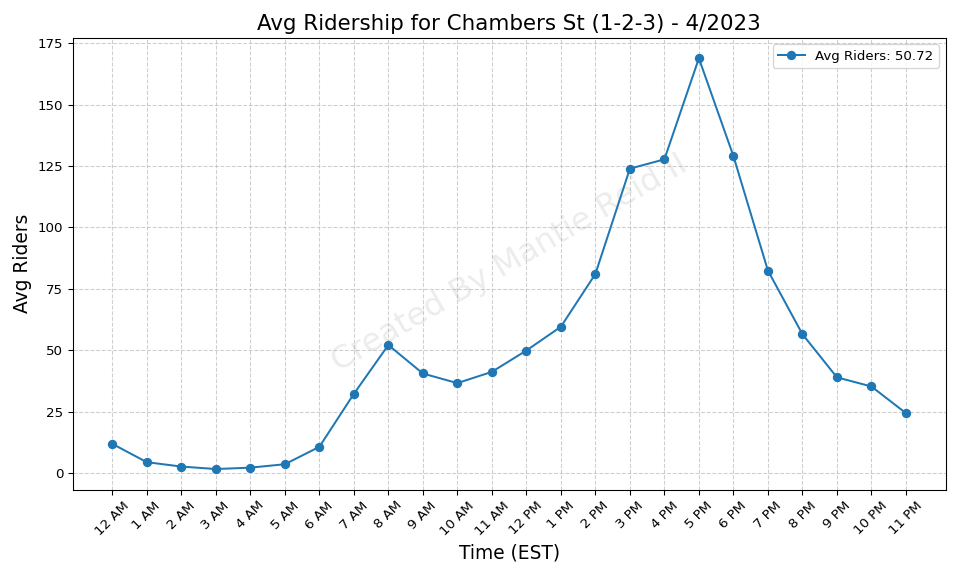 Avg Ridership for Chambers St (1-2-3) - 4/2023
Avg Riders: 50.72
175
150
125
100
75
50
25
0
Avg Riders
Created By Mantle Reid II
12 AM
1 AM
2 AM
3 AM
4 AM
5 AM
6 AM
7 AM
8 AM
9 AM
10 AM
11 AM
12 PM
1 PM
2 PM
3 PM
4 PM
5 PM
6 PM
7 PM
8 PM
9 PM
10 PM
11 PM
Time (EST)